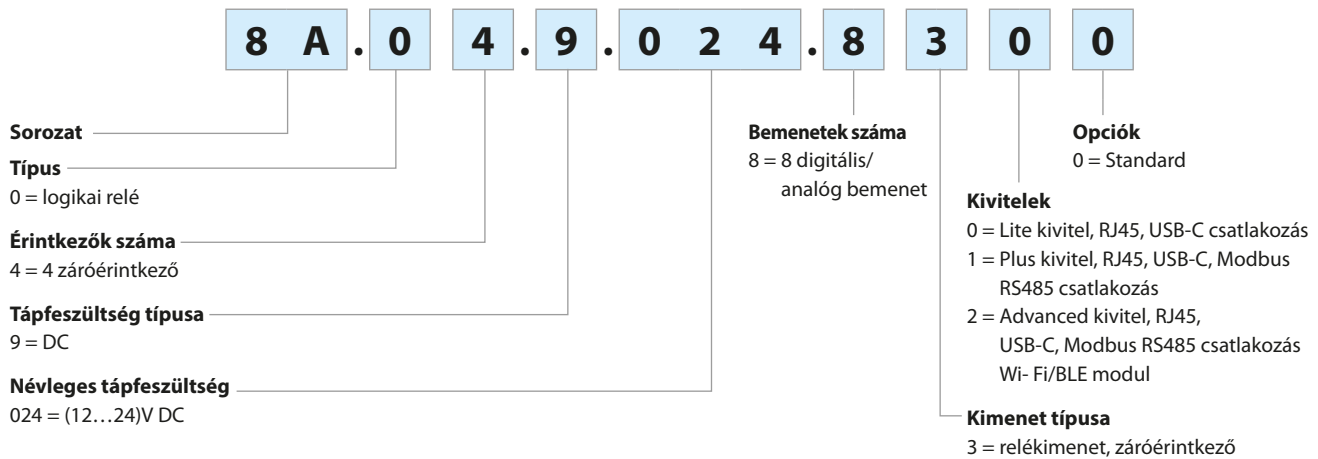 8 A . 0 4 . 9 . 0 2 4 . 8 3 0 0
Sorozat
Típus
0 = logikai relé
Érintkezők száma
4 = 4 záróérintkező
Tápfeszültség típusa
9 = DC
Névleges tápfeszültség
024 = (12…24)V DC
Bemenetek száma
8 = 8 digitális/
analóg bemenet
Opciók
0 = Standard
Kivitelek
0 = Lite kivitel, RJ45, USB-C csatlakozás
1 = Plus kivitel, RJ45, USB-C, Modbus
RS485 csatlakozás
2 = Advanced kivitel, RJ45,
USB-C, Modbus RS485 csatlakozás
Wi- Fi/BLE modul
Kimenet típusa
3 = relékimenet, záróérintkező